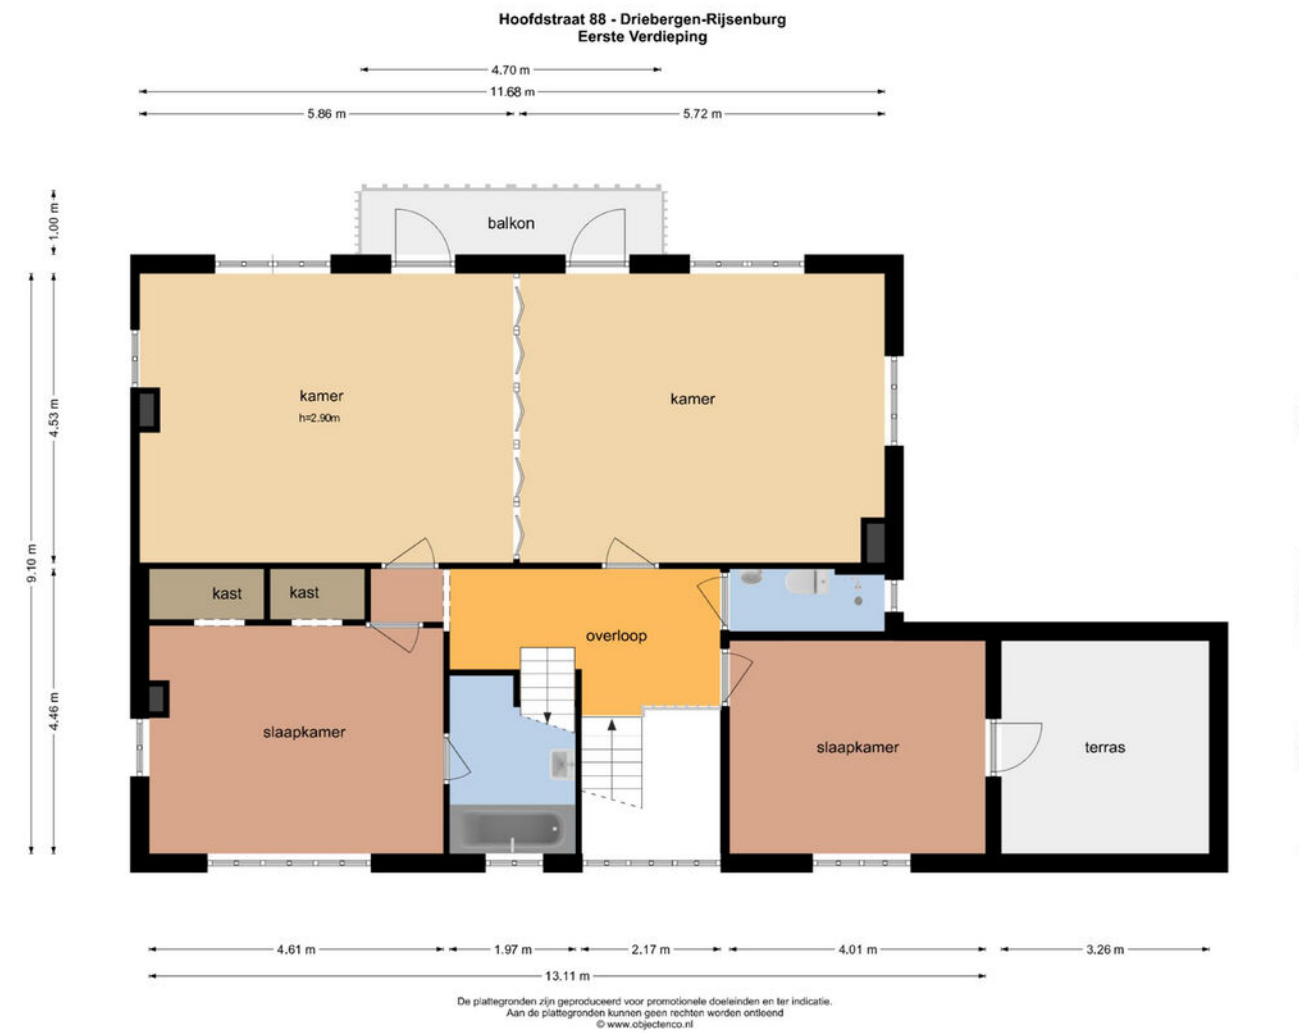 Hoofdstraat 88 - Driebergen-Rijsenburg
Eerste Verdieping
4.70 m
11.68 m
5.86 m
5.72 m
1.00 m
balkon
4.53 m
9.10 m
kamer
h=2.90m
kamer
kast
kast
overloop
4.46 m
slaapkamer
slaapkamer
terras
4.61 m
1.97 m
2.17 m
4.01 m
3.26 m
13.11 m
De plattegronden zijn geproduceerd voor promotionele doeleinden en ter indicatie.
Aan de plattegronden kunnen geen rechten worden ontleend
© www.objectenco.nl